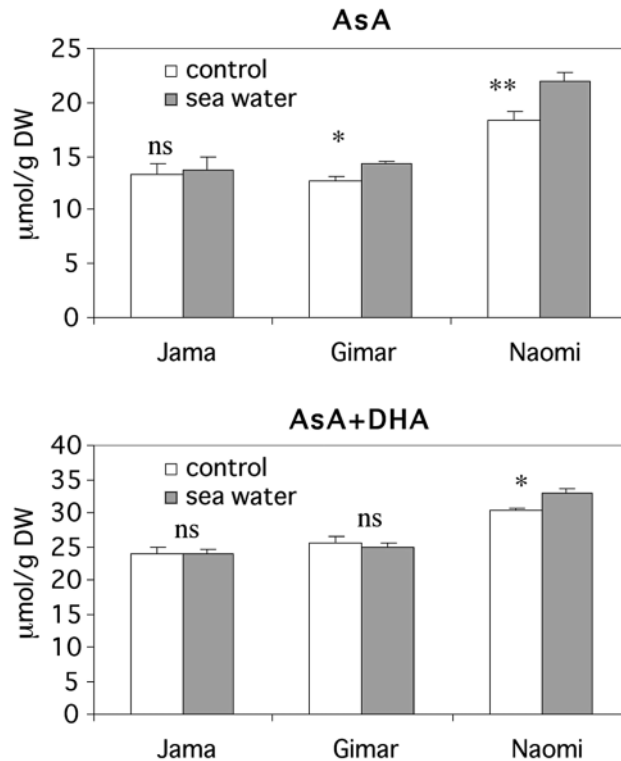 AsA
25
20
15
10
5
0
µmol/g DW
control
sea water
ns
*
**
Jama Gimar Naomi
AsA+DHA
40
35
30
25
20
15
10
5
0
µmol/g DW
control
sea water
ns
ns
*
Jama Gimar Naomi